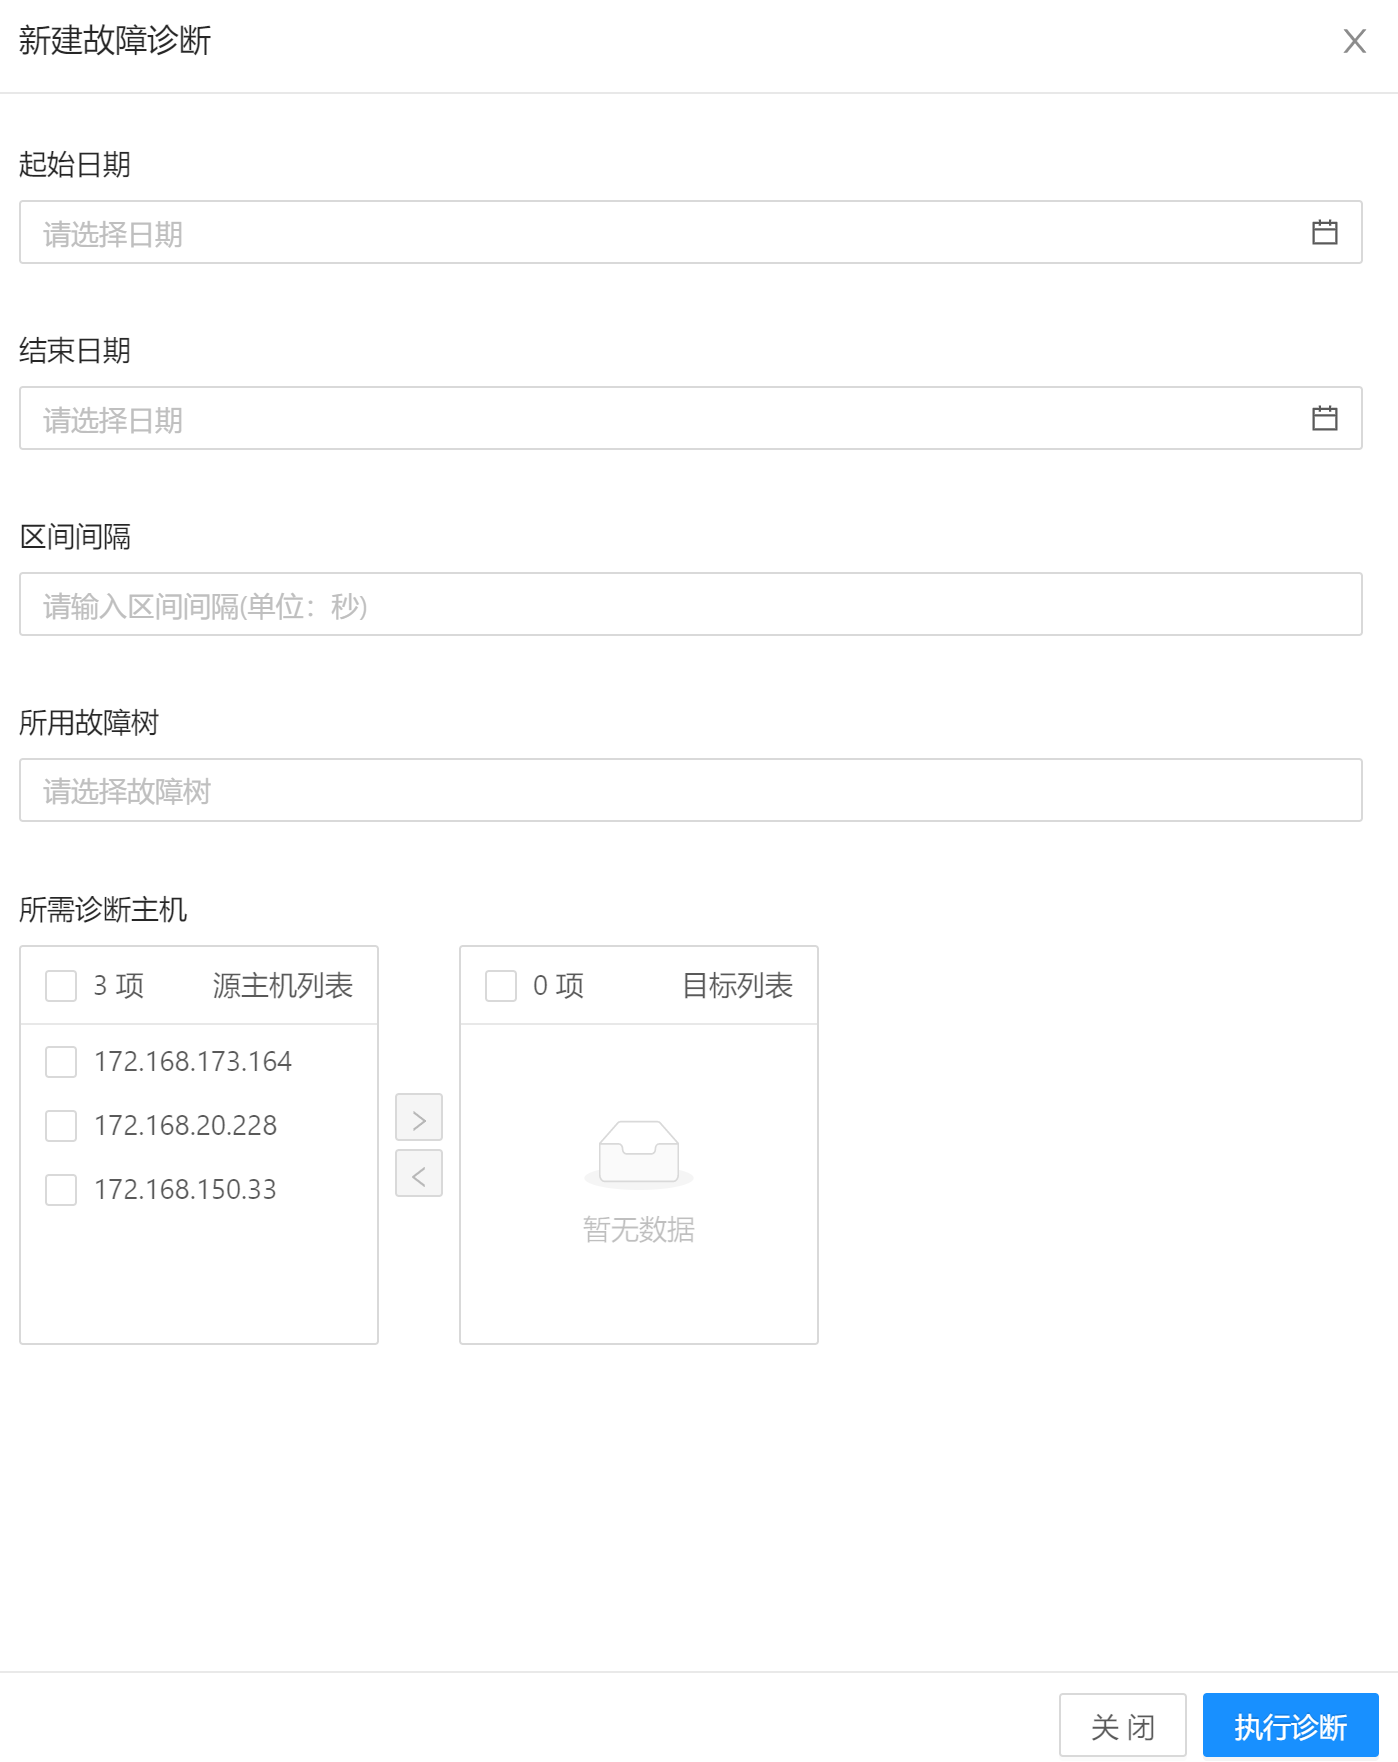 新建故障诊断
起始日期
请选择日期
结束日期
请选择日期
区间间隔
请输入区间间隔(单位：秒)
所用故障树
请选择故障树
所需诊断主机
3 项 源主机列表
172.168.173.164
172.168.20.228
172.168.150.33
0 项 目标列表
暂无数据
关 闭 执行诊断